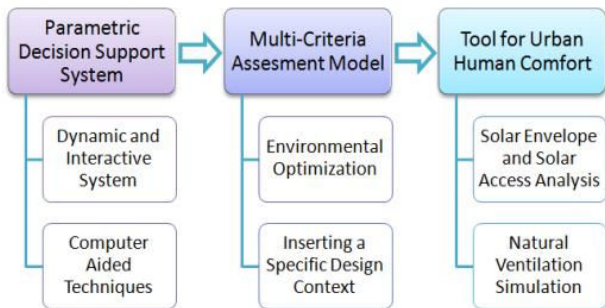 Parametric
Decision Support
System
Multi-Criteria
Assesment Model
Tool for Urban
Human Comfort
Dynamic and
Interactive
System
Environmental
Optimization
Solar Envelope
and Solar
Access Analysis
Computer
Aided
Techniques
Inserting a
Specific Design
Context
Natural
Ventilation
Simulation